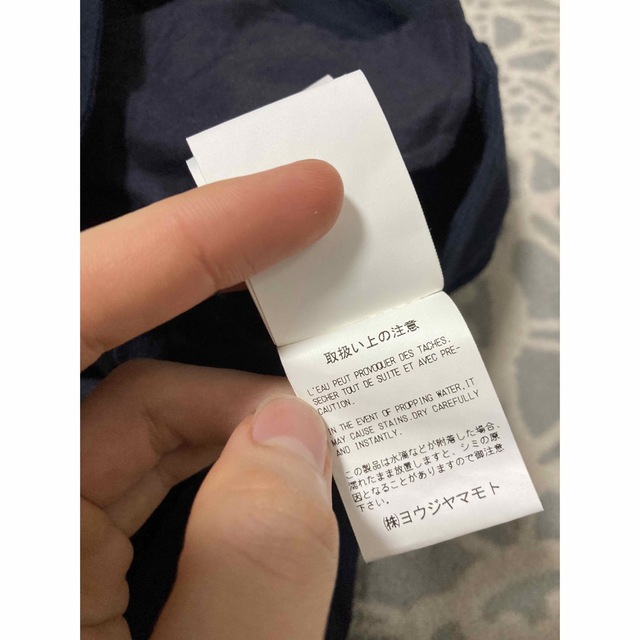 取扱い上の注意
L'EAU PEUT PROVOQUER DES TACHES.
SECHER TOUT DE SUITE ET AVEC PRE-
CAUTION.
IN THE EVENT OF PROPPING WATER,IT
MAY CAUSE STAINS.DRY CAREFULLY
AND INSTANTLY.
この製品は水滴などが附落した場合、
濡れたまま放置しますと、シミの原
因となることがありますので御注意
下さい。
㈱ヨウジヤマモト